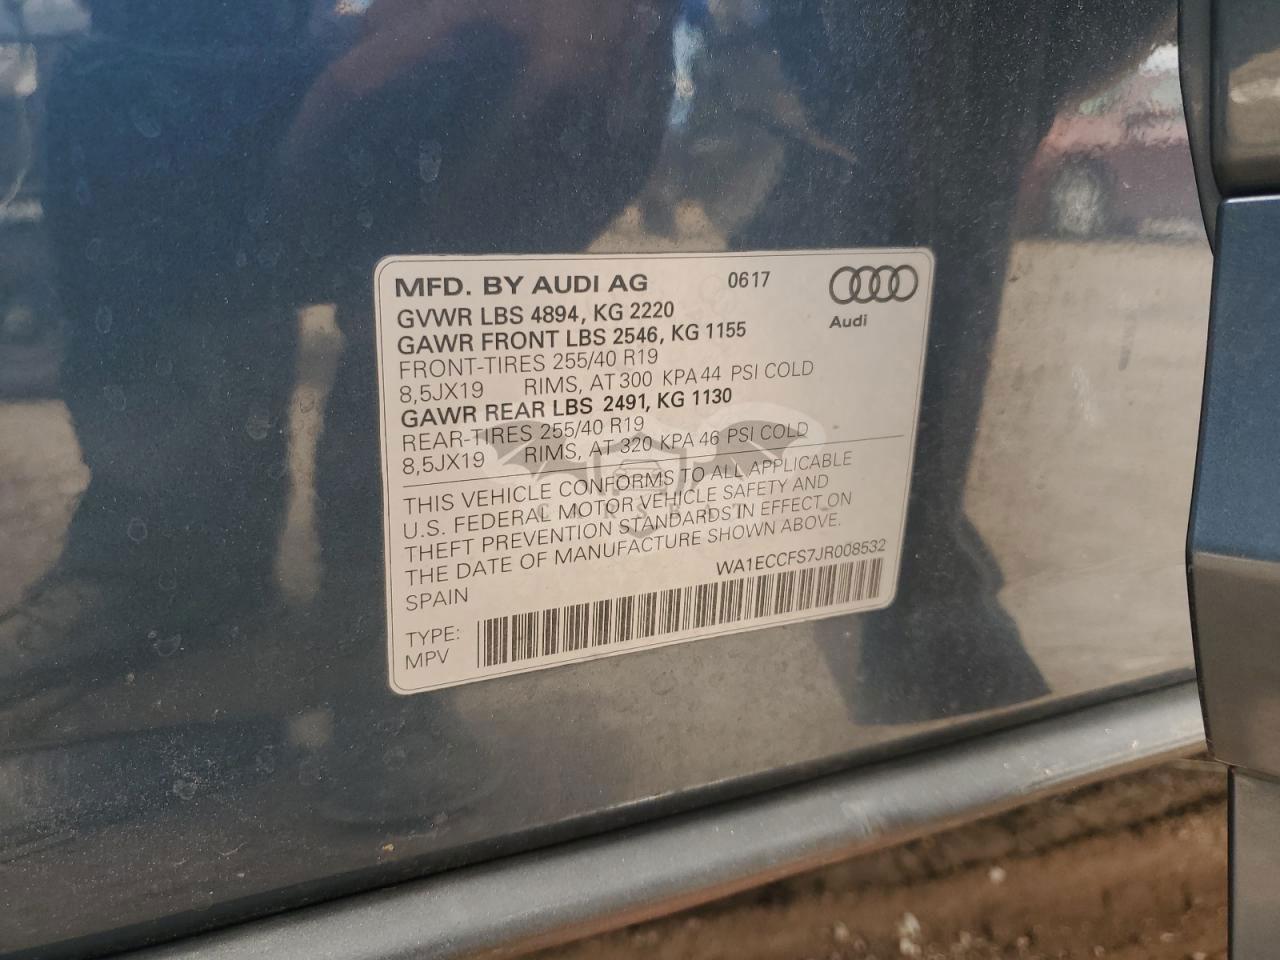 MFD. BY AUDI AG 0617
Audi
GVWR LBS 4894, KG 2220
GAWR FRONT LBS 2546, KG 1155
FRONT-TIRES 255/40 R19
8,5JX19 RIMS, AT 300 KPA 44 PSI COLD
GAWR REAR LBS 2491, KG 1130
REAR-TIRES 255/40 R19
8,5JX19 RIMS, AT 320 KPA 46 PSI COLD
THIS VEHICLE CONFORMS TO ALL APPLICABLE
U.S. FEDERAL MOTOR VEHICLE SAFETY AND
THEFT PREVENTION STANDARDS IN EFFECT ON
THE DATE OF MANUFACTURE SHOWN ABOVE.
SPAIN WA1ECCFS7JR008532
TYPE:
MPV